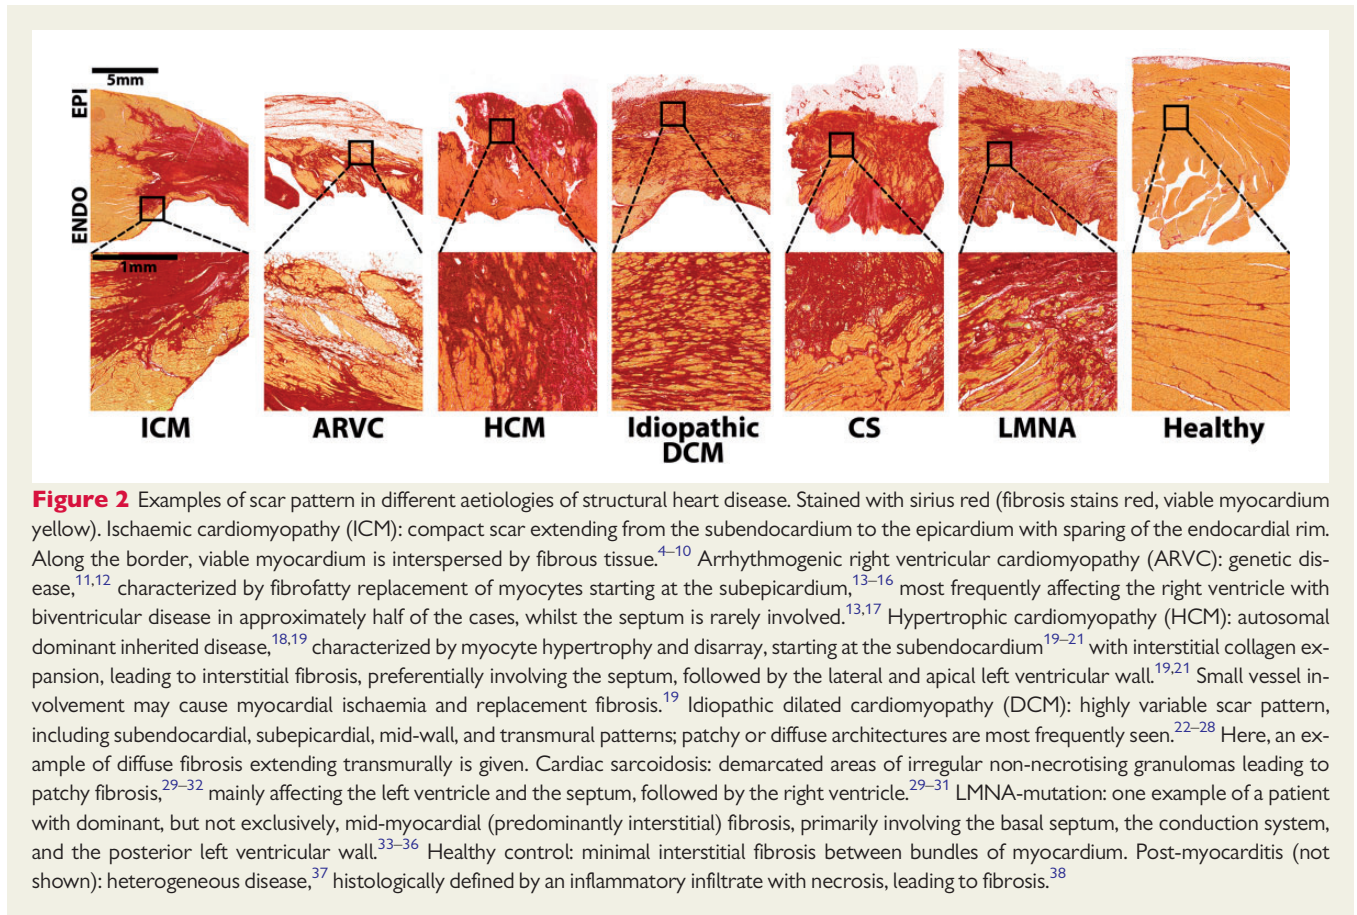 5mm
EPI
ENDO
1mm
ICM
ARVC
HCM
Idiopathic
DCM
CS
LMNA
Healthy
Figure 2 Examples of scar pattern in different aetiologies of structural heart disease. Stained with sirius red (fibrosis stains red, viable myocardium
yellow). Ischaemic cardiomyopathy (ICM): compact scar extending from the subendocardium to the epicardium with sparing of the endocardial rim.
Along the border, viable myocardium is interspersed by fibrous tissue.4–10 Arrhythmogenic right ventricular cardiomyopathy (ARVC): genetic dis-
ease,11,12 characterized by fibrofatty replacement of myocytes starting at the subepicardium,13–16 most frequently affecting the right ventricle with
biventricular disease in approximately half of the cases, whilst the septum is rarely involved.13,17 Hypertrophic cardiomyopathy (HCM): autosomal
dominant inherited disease,18,19 characterized by myocyte hypertrophy and disarray, starting at the subendocardium19–21 with interstitial collagen ex-
pansion, leading to interstitial fibrosis, preferentially involving the septum, followed by the lateral and apical left ventricular wall.19,21 Small vessel in-
volvement may cause myocardial ischaemia and replacement fibrosis.19 Idiopathic dilated cardiomyopathy (DCM): highly variable scar pattern,
including subendocardial, subepicardial, mid-wall, and transmural patterns; patchy or diffuse architectures are most frequently seen.22–28 Here, an ex-
ample of diffuse fibrosis extending transmurally is given. Cardiac sarcoidosis: demarcated areas of irregular non-necrotising granulomas leading to
patchy fibrosis,29–32 mainly affecting the left ventricle and the septum, followed by the right ventricle.29–31 LMNA-mutation: one example of a patient
with dominant, but not exclusively, mid-myocardial (predominantly interstitial) fibrosis, primarily involving the basal septum, the conduction system,
and the posterior left ventricular wall.33–36 Healthy control: minimal interstitial fibrosis between bundles of myocardium. Post-myocarditis (not
shown): heterogeneous disease,37 histologically defined by an inflammatory infiltrate with necrosis, leading to fibrosis.38